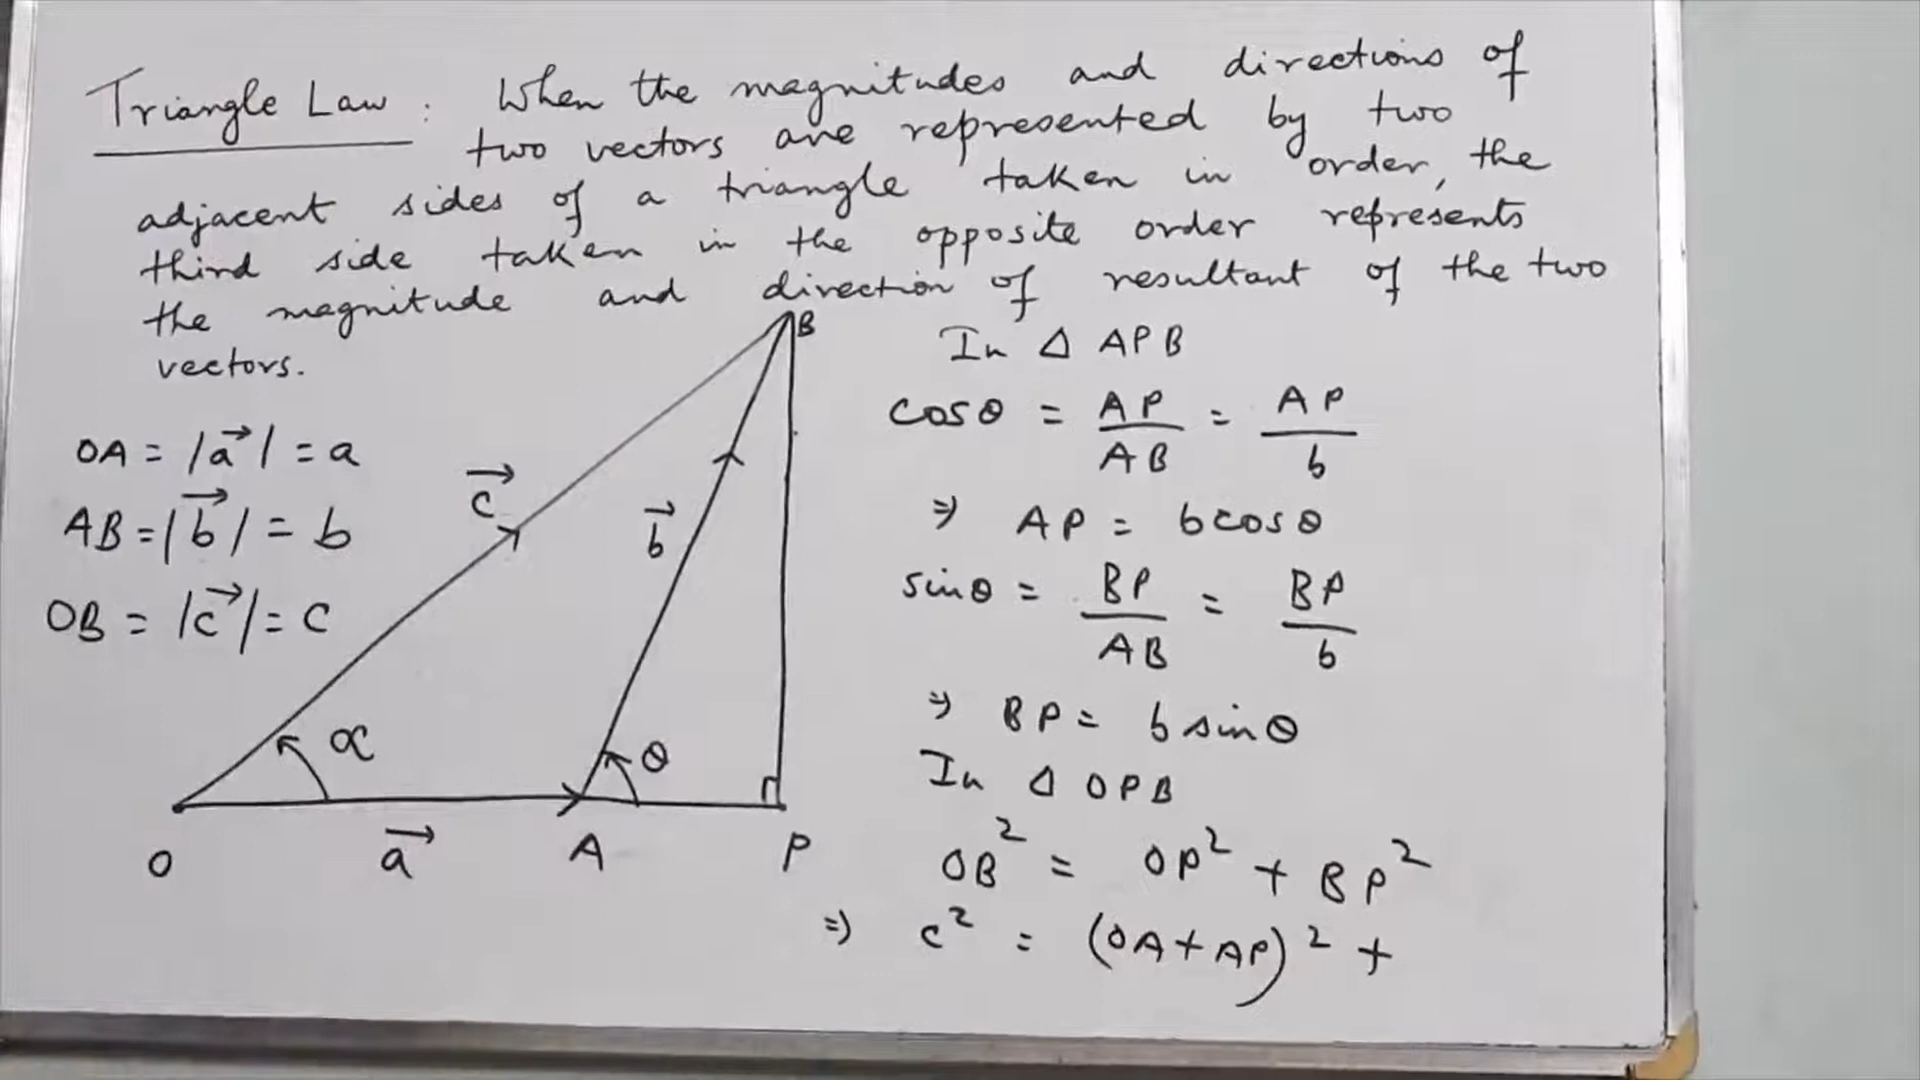 Triangle Law : When the magnitudes and directions of
two vectors are represented by two
adjacent sides of a triangle taken in order, the
third side taken in the opposite order represents
the magnitude and direction of resultant of the two
vectors.
OA = |a⃗| = a
AB = |b⃗| = b
OB = |c⃗| = c
B
c⃗
b⃗
α
θ
O
a⃗
A
P
In Δ APB
cosθ = AP/AB = AP/b
⇒ AP = bcosθ
sinθ = BP/AB = BP/b
⇒ BP = bsinθ
In Δ OPB
OB² = OP² + BP²
⇒ c² = (OA+AP)² +